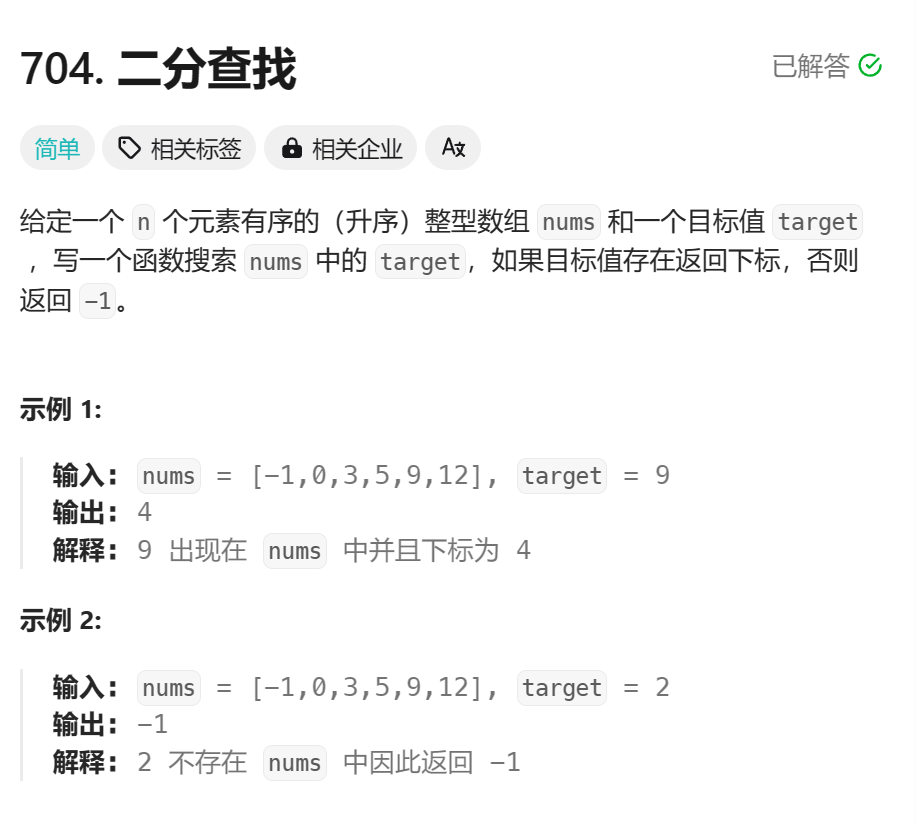 704. 二分查找
已解答
简单
相关标签
相关企业
给定一个 n 个元素有序的（升序）整型数组 nums 和一个目标值 target
，写一个函数搜索 nums 中的 target，如果目标值存在返回下标，否则
返回 -1。
示例 1:
输入: nums = [-1,0,3,5,9,12], target = 9
输出: 4
解释: 9 出现在 nums 中并且下标为 4
示例 2:
输入: nums = [-1,0,3,5,9,12], target = 2
输出: -1
解释: 2 不存在 nums 中因此返回 -1